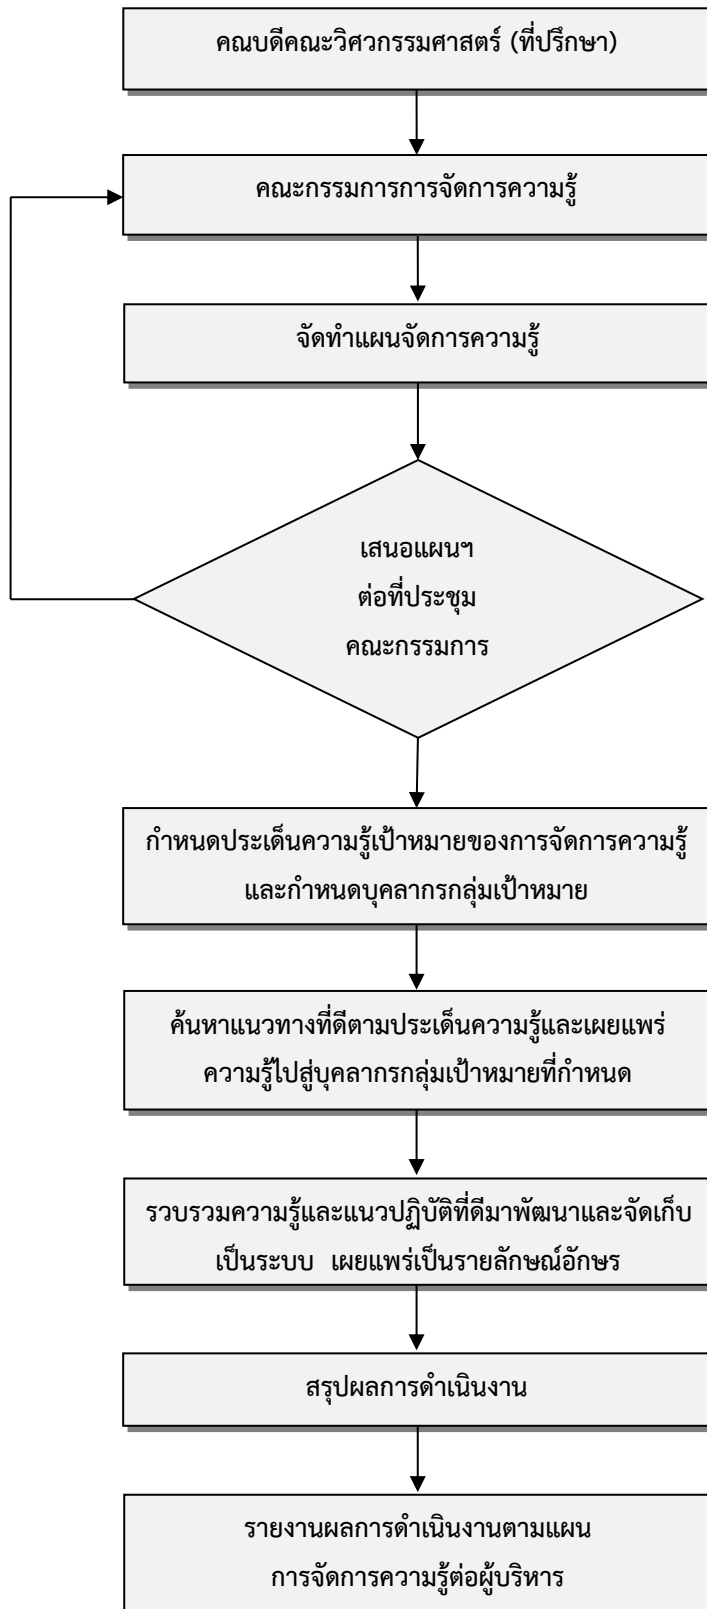 คณบดีคณะวิศวกรรมศาสตร์ (ที่ปรึกษา)
คณะกรรมการการจัดการความรู้
จัดทำแผนจัดการความรู้
เสนอแผนฯ
ต่อที่ประชุม
คณะกรรมการ
กำหนดประเด็นความรู้เป้าหมายของการจัดการความรู้
และกำหนดบุคลากรกลุ่มเป้าหมาย
ค้นหาแนวทางที่ดีตามประเด็นความรู้และเผยแพร่
ความรู้ไปสู่บุคลากรกลุ่มเป้าหมายที่กำหนด
รวบรวมความรู้และแนวปฏิบัติที่ดีมาพัฒนาและจัดเก็บ
เป็นระบบ เผยแพร่เป็นรายลักษณ์อักษร
สรุปผลการดำเนินงาน
รายงานผลการดำเนินงานตามแผน
การจัดการความรู้ต่อผู้บริหาร